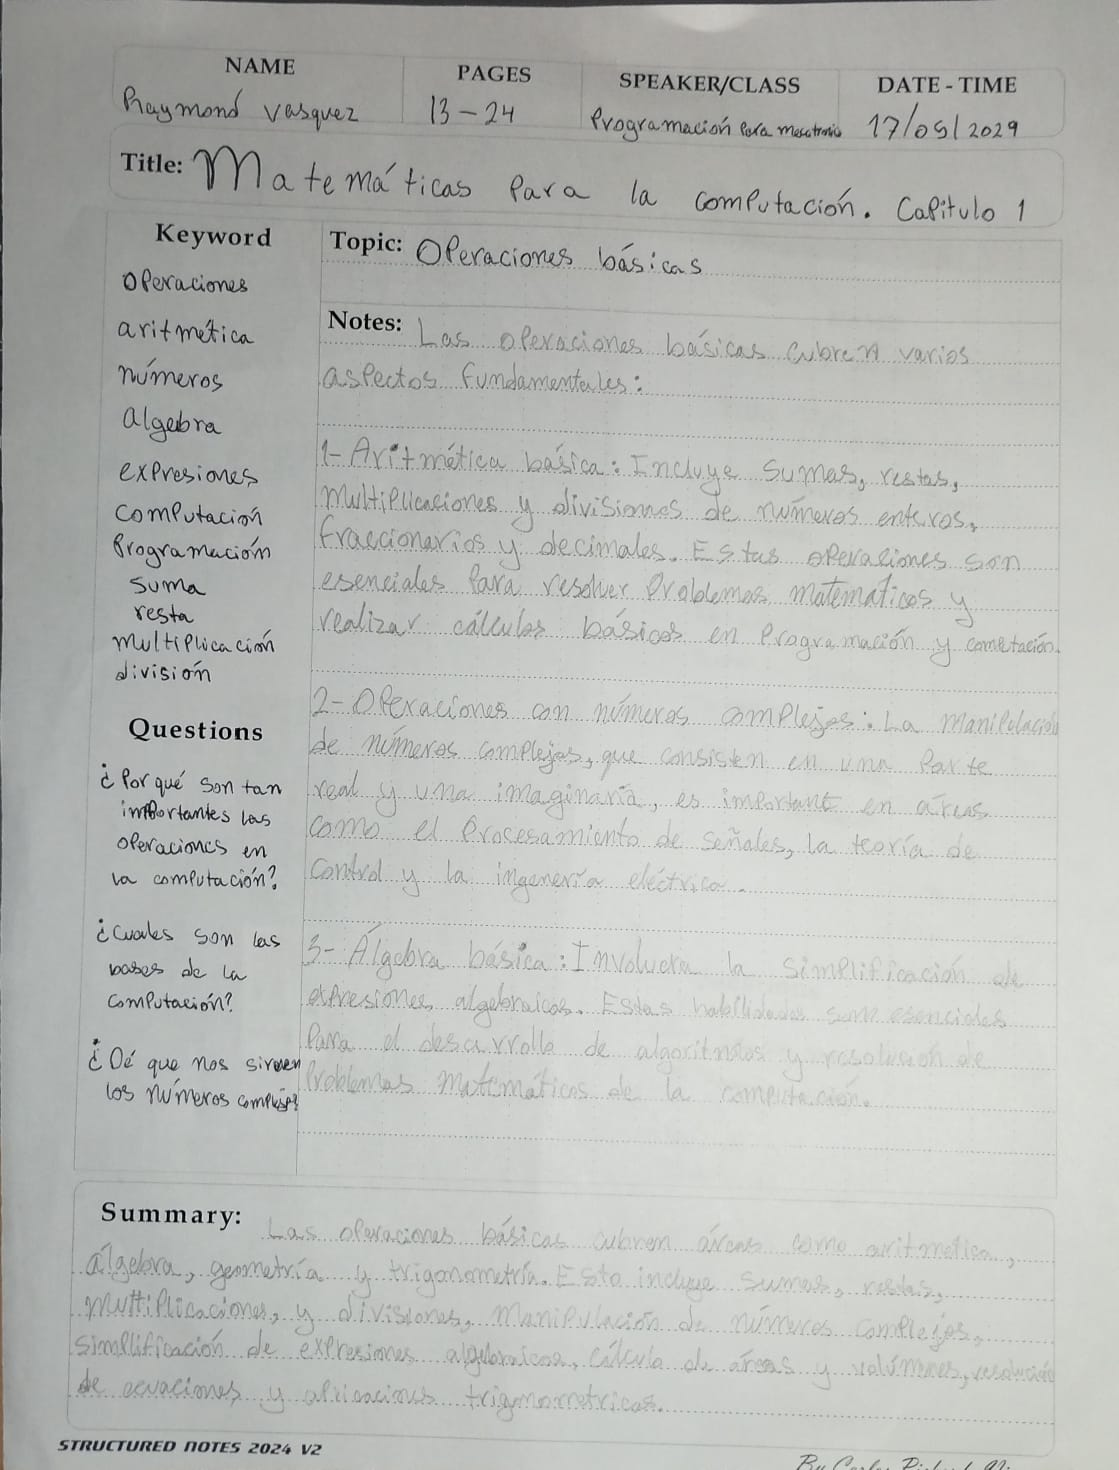 NAME
Raymond Vasquez
PAGES
13-24
SPEAKER/CLASS
Programación para
DATE - TIME
17/05/2029
Title: Matemáticas Para la computación. Capitulo 1
Keyword
Operaciones
aritmética
números
algebra
expresiones
computación
Programación
suma
resta
multiplicación
división
Questions
¿Por qué son tan
importantes las
operaciones en
la computación?
¿Cuales son las
bases de la
computación?
¿De que nos sirven
los números complejos
Topic: Operaciones básicas
Notes: Las operaciones básicas cubren varios
aspectos fundamentales:
1- Aritmética básica: Incluye sumas, restas,
multiplicaciones y divisiones de números enteros,
fraccionarios y decimales. Estas operaciones son
esenciales para resolver problemas matemáticos y
realizar cálculos básicos en programación y comutación.
2- Operaciones con números complejos: La manipulación
de números complejos, que consisten en una parte
real y una imaginaria, es important en áreas
como el procesamiento de señales, la teoría de
control y la ingeneria eléctrica.
3- Álgebra básica: Involucra la simplificación de
expresiones algebraicas. Estas habilidades son esenciales
Para el desarrollo de algoritmos y resolución de
Problemas matemáticos de la computación.
Summary: Las operaciones básicas cubren áreas como aritmetica,
álgebra, geometría y trigonometría. Esto incluye sumas, restas,
multiplicaciones, y divisiones, manipulación de números complejos,
simplificación de expresiones algebraicas, cálculo de áreas y volúmenes, resolución
de ecuaciones y aplicaciones trigonometricas.
STRUCTURED NOTES 2024 V2
By Carlos